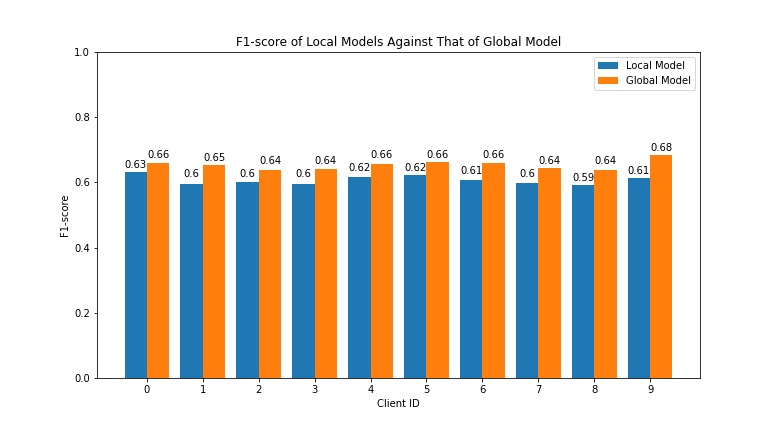 F1-score of Local Models Against That of Global Model
1.0
0.8
0.6
0.4
0.2
0.0
F1-score
Local Model
Global Model
0.63 0.66
0.6 0.65
0.6 0.64
0.6 0.64
0.62 0.66
0.62 0.66
0.61 0.66
0.6 0.64
0.59 0.64
0.61 0.68
0 1 2 3 4 5 6 7 8 9
Client ID